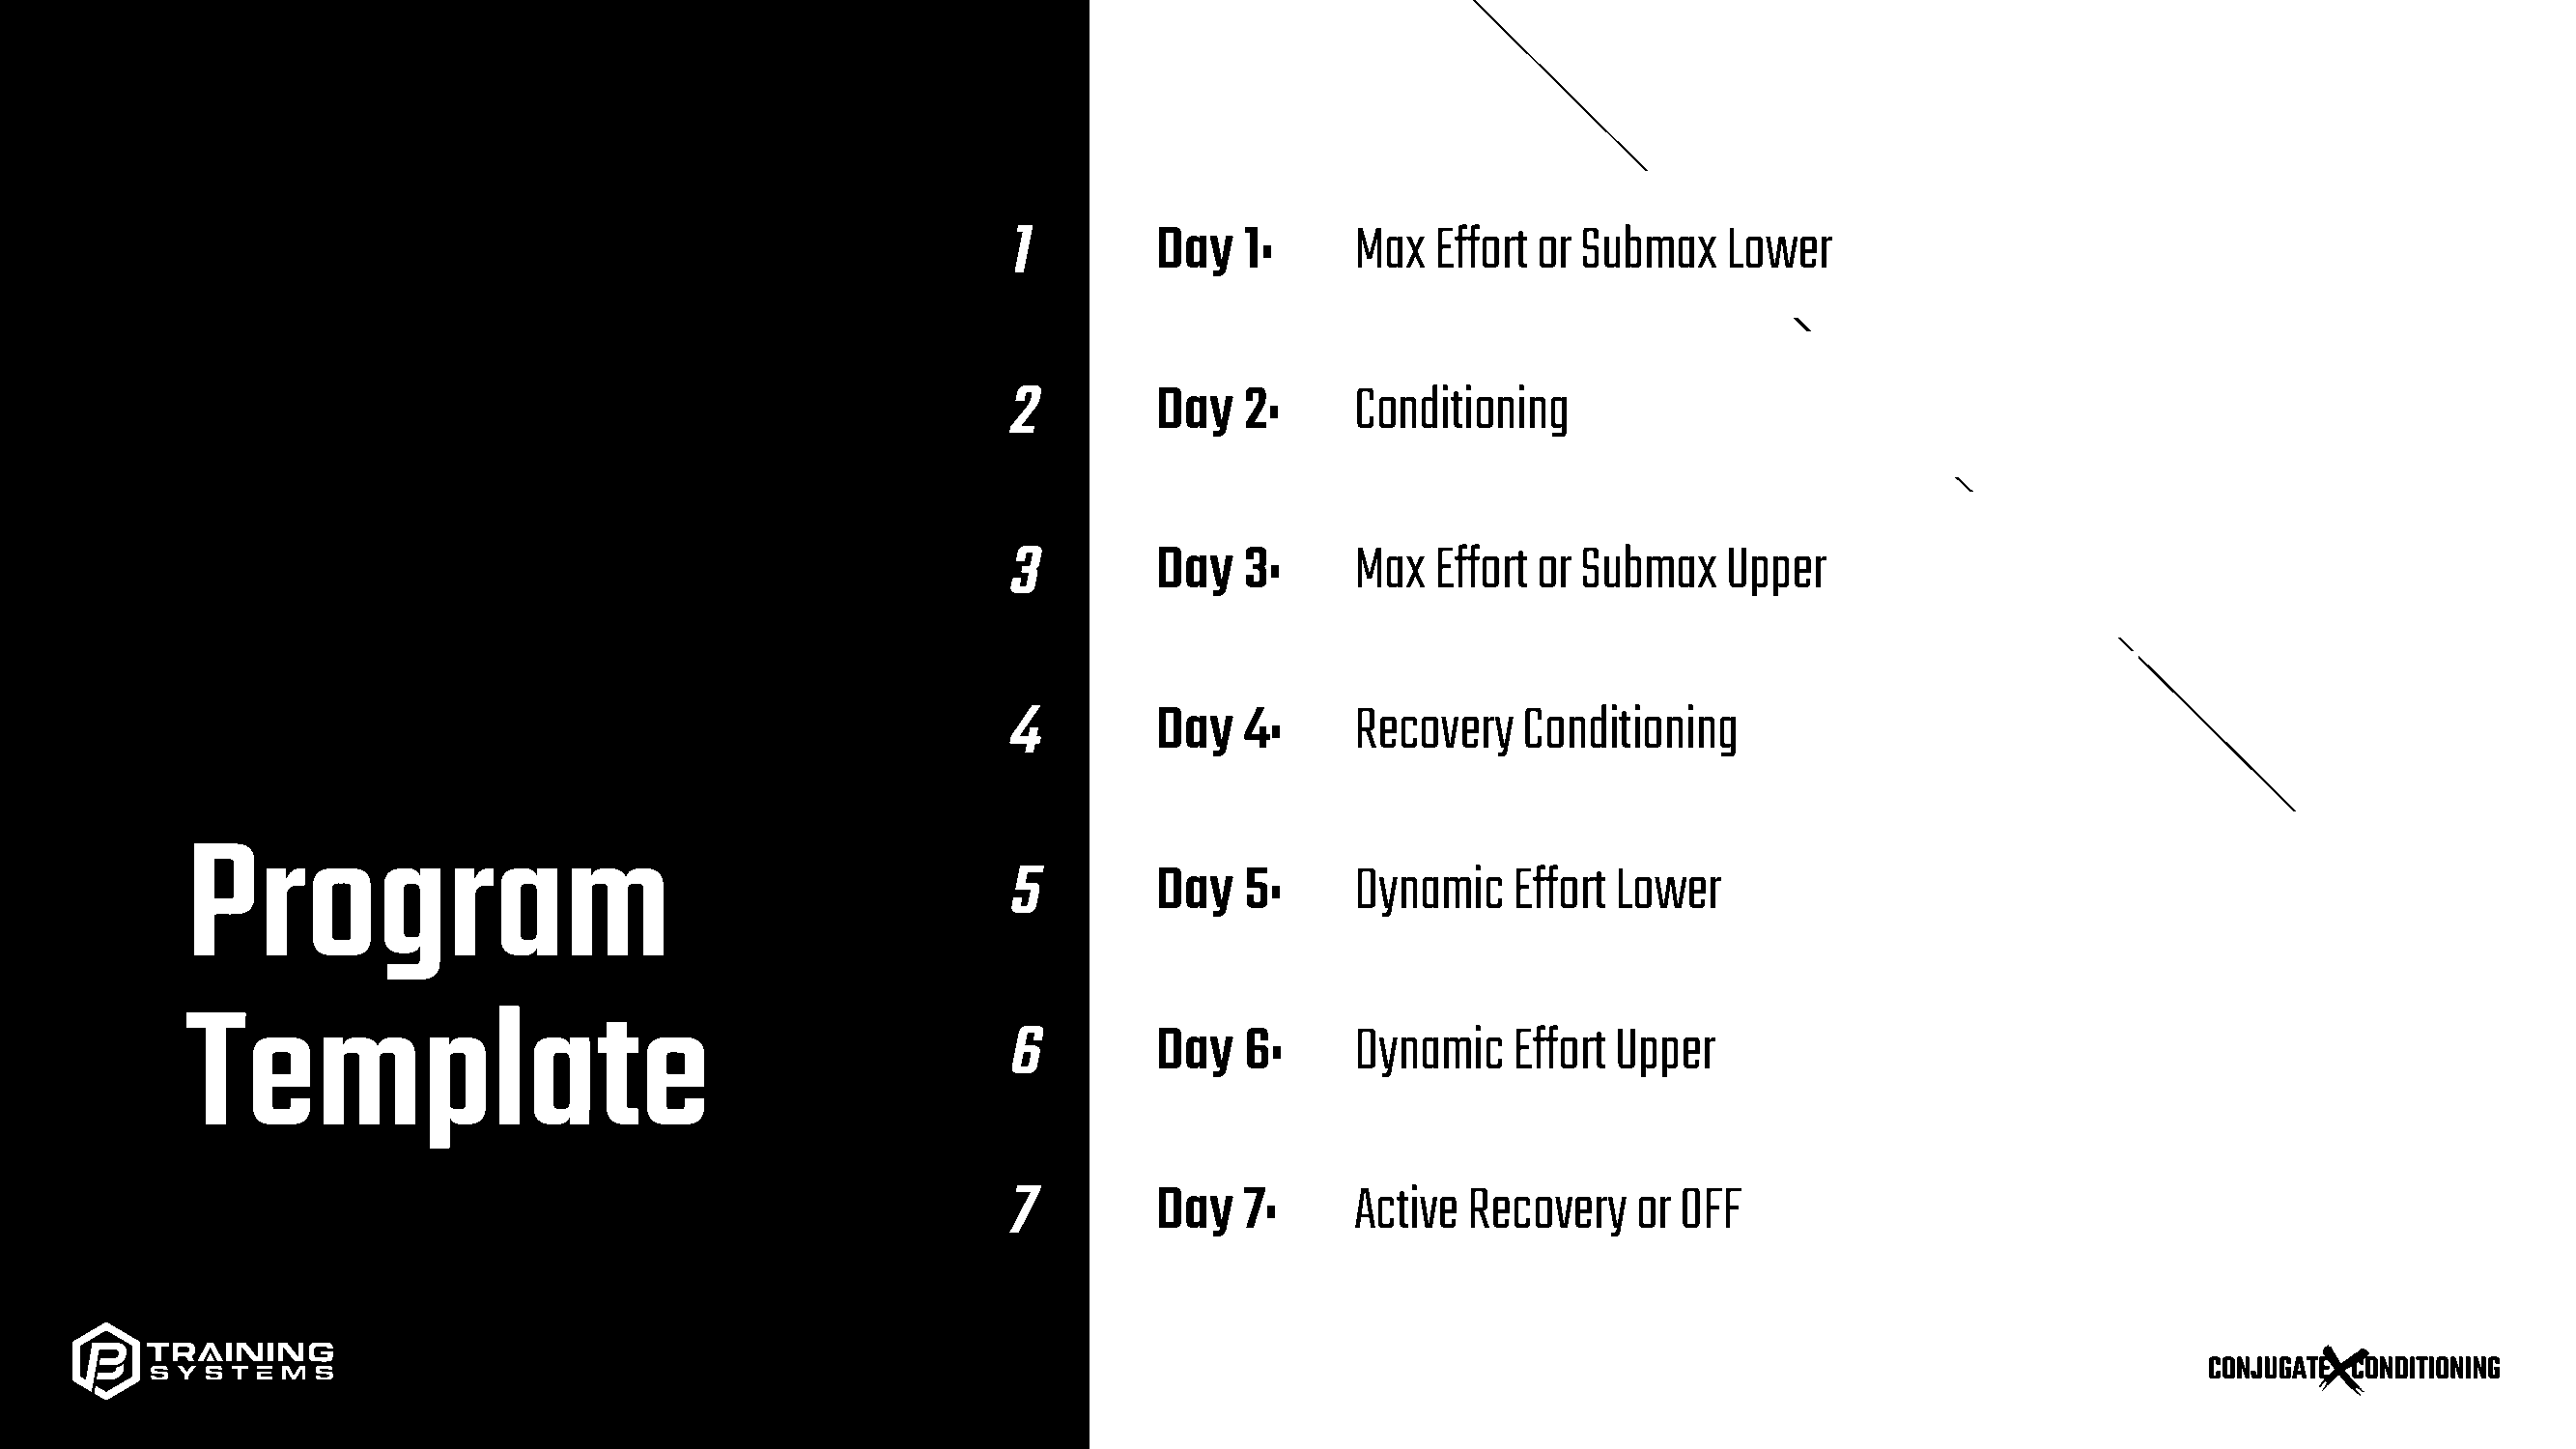 Program
Template
1 Day 1: Max Effort or Submax Lower
2 Day 2: Conditioning
3 Day 3: Max Effort or Submax Upper
4 Day 4: Recovery Conditioning
5 Day 5: Dynamic Effort Lower
6 Day 6: Dynamic Effort Upper
7 Day 7: Active Recovery or OFF
TRAINING
SYSTEMS
CONJUGATE X CONDITIONING